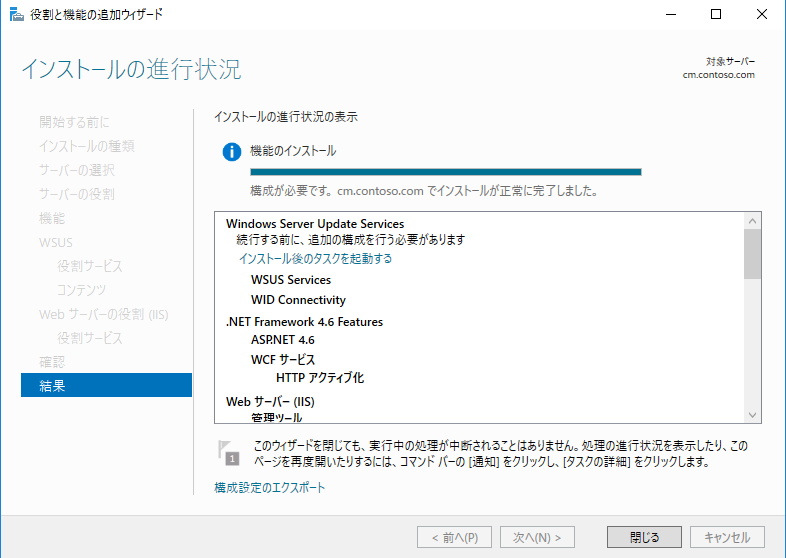 役割と機能の追加ウィザード
インストールの進行状況
対象サーバー
cm.contoso.com
開始する前に
インストールの種類
サーバーの選択
サーバーの役割
機能
WSUS
役割サービス
コンテンツ
Web サーバーの役割 (IIS)
役割サービス
確認
結果
インストールの進行状況の表示
機能のインストール
構成が必要です。cm.contoso.com でインストールが正常に完了しました。
Windows Server Update Services
続行する前に、追加の構成を行う必要があります
インストール後のタスクを起動する
WSUS Services
WID Connectivity
.NET Framework 4.6 Features
ASP.NET 4.6
WCF サービス
HTTP アクティブ化
Web サーバー (IIS)
管理ツール
1
このウィザードを閉じても、実行中の処理が中断されることはありません。処理の進行状況を表示したり、この
ページを再度開いたりするには、コマンド バーの [通知] をクリックし、[タスクの詳細] をクリックします。
構成設定のエクスポート
< 前へ(P)
次へ(N) >
閉じる
キャンセル